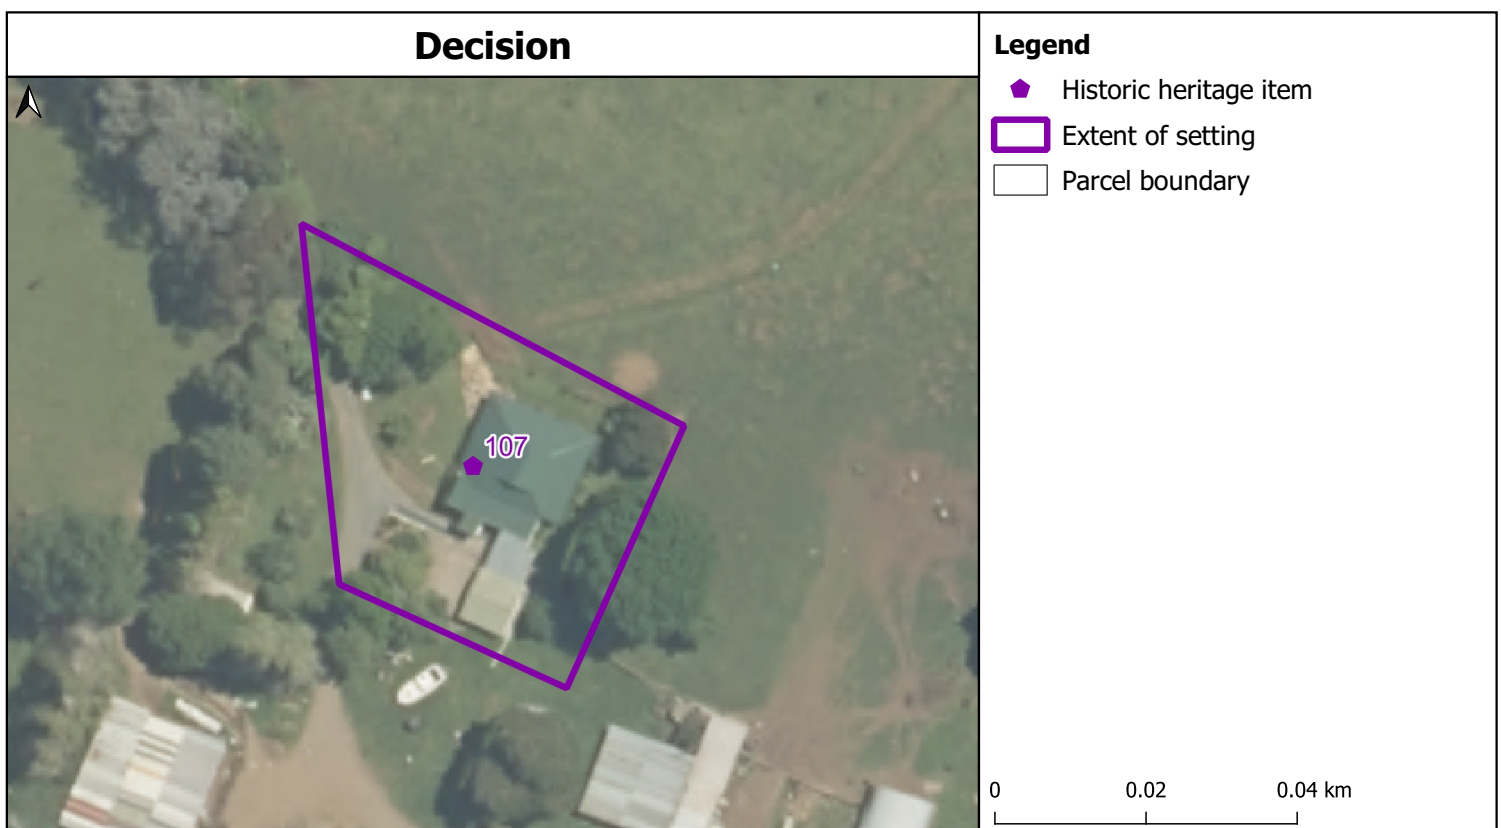 Decision
107
Legend
Historic heritage item
Extent of setting
Parcel boundary
0 0.02 0.04 km